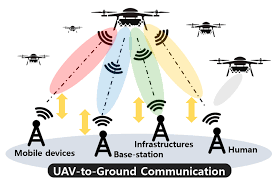 Infrastructures
Mobile devices
Base-station
Human
UAV-to-Ground Communication